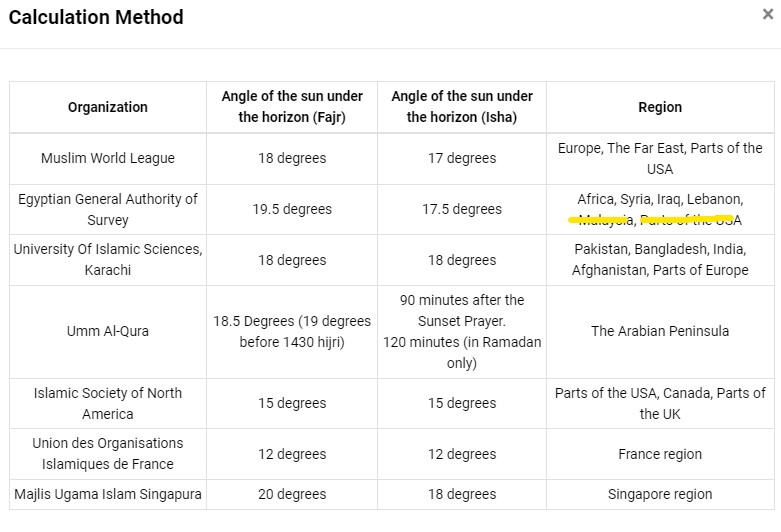 Calculation Method
×
Organization
Angle of the sun under
the horizon (Fajr)
Angle of the sun under
the horizon (Isha)
Region
Muslim World League
18 degrees
17 degrees
Europe, The Far East, Parts of the
USA
Egyptian General Authority of
Survey
19.5 degrees
17.5 degrees
Africa, Syria, Iraq, Lebanon,
Malaysia, Parts of the USA
University Of Islamic Sciences,
Karachi
18 degrees
18 degrees
Pakistan, Bangladesh, India,
Afghanistan, Parts of Europe
Umm Al-Qura
18.5 Degrees (19 degrees
before 1430 hijri)
90 minutes after the
Sunset Prayer.
120 minutes (in Ramadan
only)
The Arabian Peninsula
Islamic Society of North
America
15 degrees
15 degrees
Parts of the USA, Canada, Parts of
the UK
Union des Organisations
Islamiques de France
12 degrees
12 degrees
France region
Majlis Ugama Islam Singapura
20 degrees
18 degrees
Singapore region